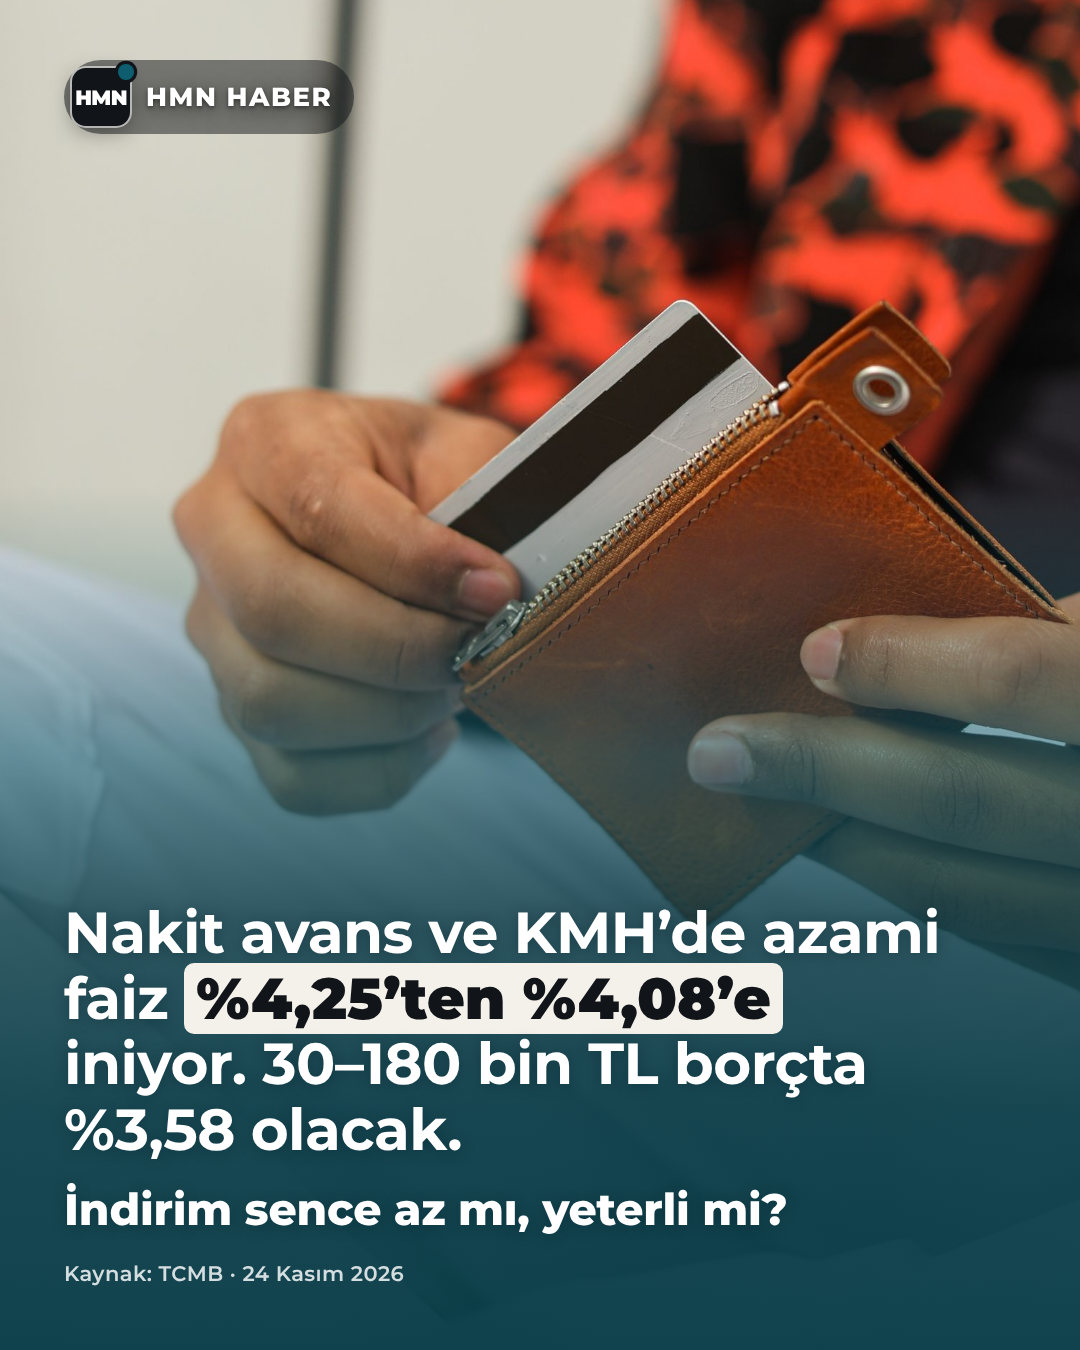 HMN
HMN HABER
Nakit avans ve KMH’de azami
faiz %4,25’ten %4,08’e
iniyor. 30–180 bin TL borçta
%3,58 olacak.
İndirim sence az mı, yeterli mi?
Kaynak: TCMB · 24 Kasım 2026